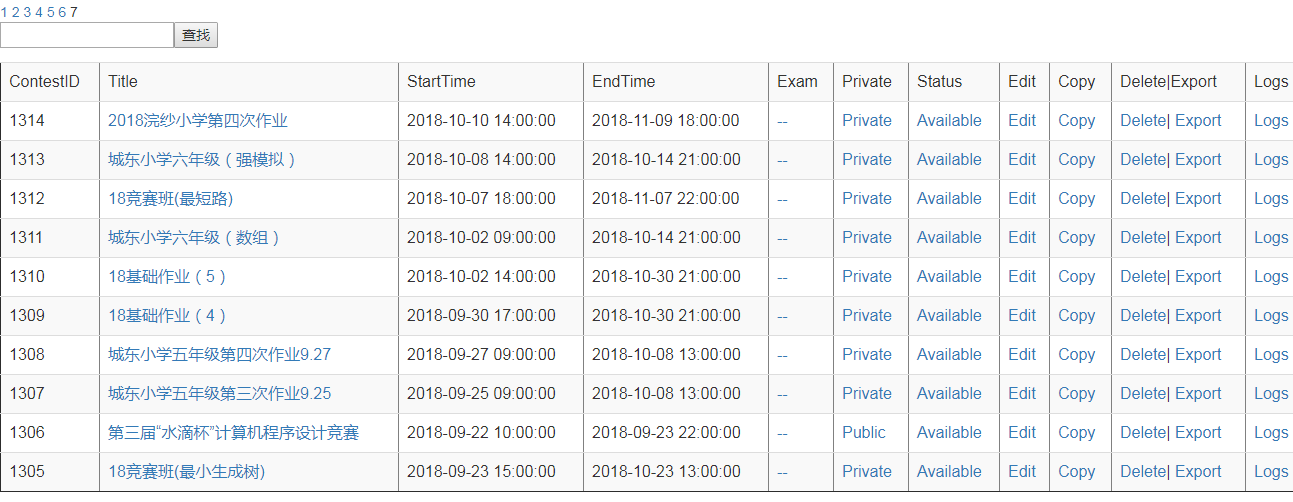 1 2 3 4 5 6 7
查找
ContestID Title StartTime EndTime Exam Private Status Edit Copy Delete|Export Logs
1314 2018浣纱小学第四次作业 2018-10-10 14:00:00 2018-11-09 18:00:00 -- Private Available Edit Copy Delete| Export Logs
1313 城东小学六年级（强模拟） 2018-10-08 14:00:00 2018-10-14 21:00:00 -- Private Available Edit Copy Delete| Export Logs
1312 18竞赛班(最短路) 2018-10-07 18:00:00 2018-11-07 22:00:00 -- Private Available Edit Copy Delete| Export Logs
1311 城东小学六年级（数组） 2018-10-02 09:00:00 2018-10-14 21:00:00 -- Private Available Edit Copy Delete| Export Logs
1310 18基础作业（5） 2018-10-02 14:00:00 2018-10-30 21:00:00 -- Private Available Edit Copy Delete| Export Logs
1309 18基础作业（4） 2018-09-30 17:00:00 2018-10-30 21:00:00 -- Private Available Edit Copy Delete| Export Logs
1308 城东小学五年级第四次作业9.27 2018-09-27 09:00:00 2018-10-08 13:00:00 -- Private Available Edit Copy Delete| Export Logs
1307 城东小学五年级第三次作业9.25 2018-09-25 09:00:00 2018-10-08 13:00:00 -- Private Available Edit Copy Delete| Export Logs
1306 第三届“水滴杯”计算机程序设计竞赛 2018-09-22 10:00:00 2018-09-23 22:00:00 -- Public Available Edit Copy Delete| Export Logs
1305 18竞赛班(最小生成树) 2018-09-23 15:00:00 2018-10-23 13:00:00 -- Private Available Edit Copy Delete| Export Logs